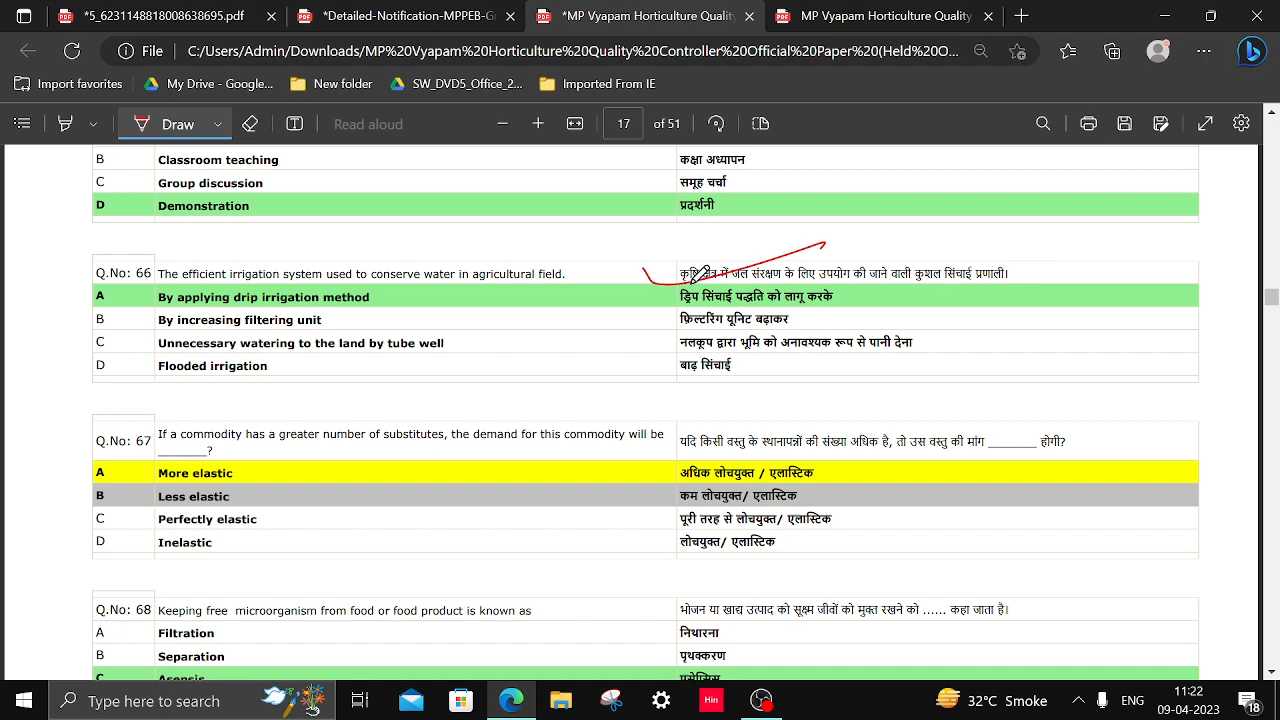 *5_6231148818008638695.pdf
*Detailed-Notification-MPPEB-G
*MP Vyapam Horticulture Quality
MP Vyapam Horticulture Quality
File
C:/Users/Admin/Downloads/MP%20Vyapam%20Horticulture%20Quality%20Controller%20Official%20Paper%20(Held%20O...
Import favorites
My Drive - Google...
New folder
SW_DVD5_Office_2...
Imported From IE
Draw
Read aloud
17
of 51
B Classroom teaching कक्षा अध्यापन
C Group discussion समूह चर्चा
D Demonstration प्रदर्शनी
Q.No: 66 The efficient irrigation system used to conserve water in agricultural field. कृषि क्षेत्र में जल संरक्षण के लिए उपयोग की जाने वाली कुशल सिंचाई प्रणाली।
A By applying drip irrigation method ड्रिप सिंचाई पद्धति को लागू करके
B By increasing filtering unit फ़िल्टरिंग यूनिट बढ़ाकर
C Unnecessary watering to the land by tube well नलकूप द्वारा भूमि को अनावश्यक रूप से पानी देना
D Flooded irrigation बाढ़ सिंचाई
Q.No: 67 If a commodity has a greater number of substitutes, the demand for this commodity will be यदि किसी वस्तु के स्थानापन्नों की संख्या अधिक है, तो उस वस्तु की मांग ________ होगी?
________?
A More elastic अधिक लोचयुक्त / एलास्टिक
B Less elastic कम लोचयुक्त/ एलास्टिक
C Perfectly elastic पूरी तरह से लोचयुक्त/ एलास्टिक
D Inelastic लोचयुक्त/ एलास्टिक
Q.No: 68 Keeping free microorganism from food or food product is known as भोजन या खाद्य उत्पाद को सूक्ष्म जीवों को मुक्त रखने को ...... कहा जाता है।
A Filtration निथारना
B Separation पृथक्करण
C Asepsis एसेप्सिस
Type here to search
Hin
32°C Smoke
ENG
11:22
09-04-2023
18